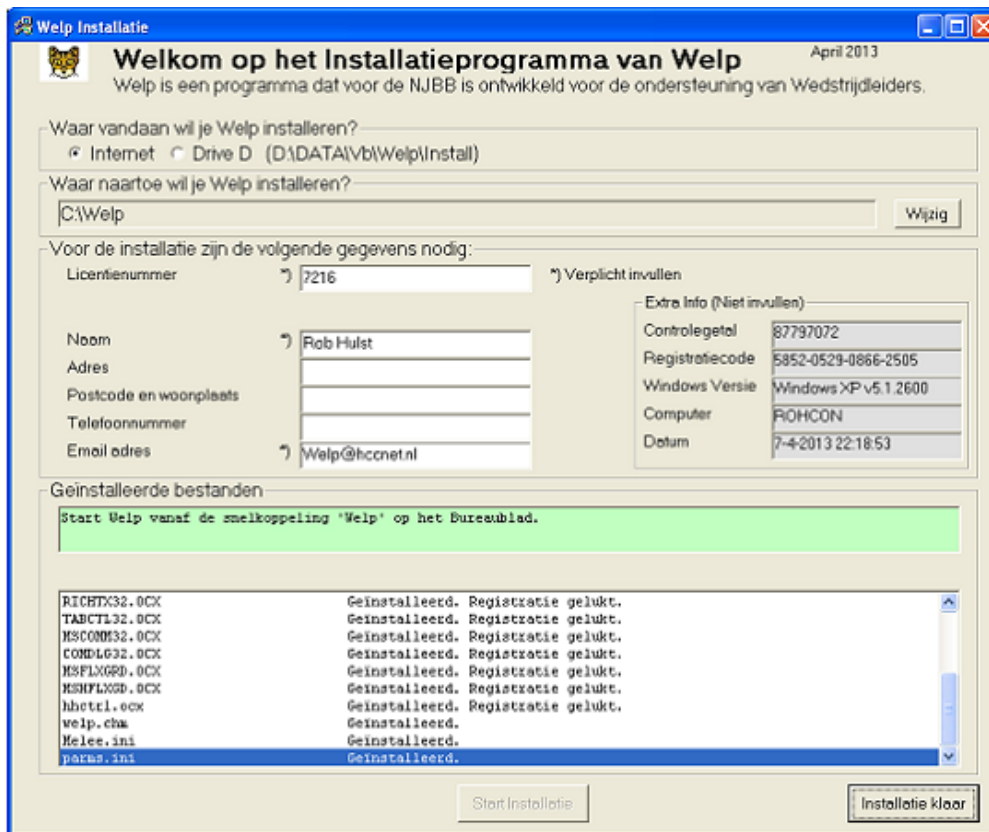 Welp Installatie
Welkom op het Installatieprogramma van Welp
April 2013
Welp is een programma dat voor de NJBB is ontwikkeld voor de ondersteuning van Wedstrijdleiders.
Waar vandaan wil je Welp installeren?
Internet Drive D (D:\DATA\Vb\Welp\Install)
Waar naartoe wil je Welp installeren?
C:\Welp
Wijzig
Voor de installatie zijn de volgende gegevens nodig:
Licentienummer *) 7216
*) Verplicht invullen
Naam *) Rob Hulst
Adres
Postcode en woonplaats
Telefoonnummer
Email adres *) Welp@hccnet.nl
Extra Info (Niet invullen)
Controlegetal 87797072
Registratiecode 5852-0529-0866-2505
Windows Versie Windows XP v5.1.2600
Computer ROHCON
Datum 7-4-2013 22:18:53
Geïnstalleerde bestanden
Start Welp vanaf de snelkoppeling 'Welp' op het Bureaublad.
RICHTX32.OCX Geïnstalleerd. Registratie gelukt.
TABCTL32.OCX Geïnstalleerd. Registratie gelukt.
MSCOMM32.OCX Geïnstalleerd. Registratie gelukt.
COMDLG32.OCX Geïnstalleerd. Registratie gelukt.
MSFLXGRD.OCX Geïnstalleerd. Registratie gelukt.
MSHFLXGD.OCX Geïnstalleerd. Registratie gelukt.
hhctrl.ocx Geïnstalleerd. Registratie gelukt.
welp.chm Geïnstalleerd.
Melee.ini Geïnstalleerd.
parms.ini Geïnstalleerd.
Start Installatie
Installatie klaar